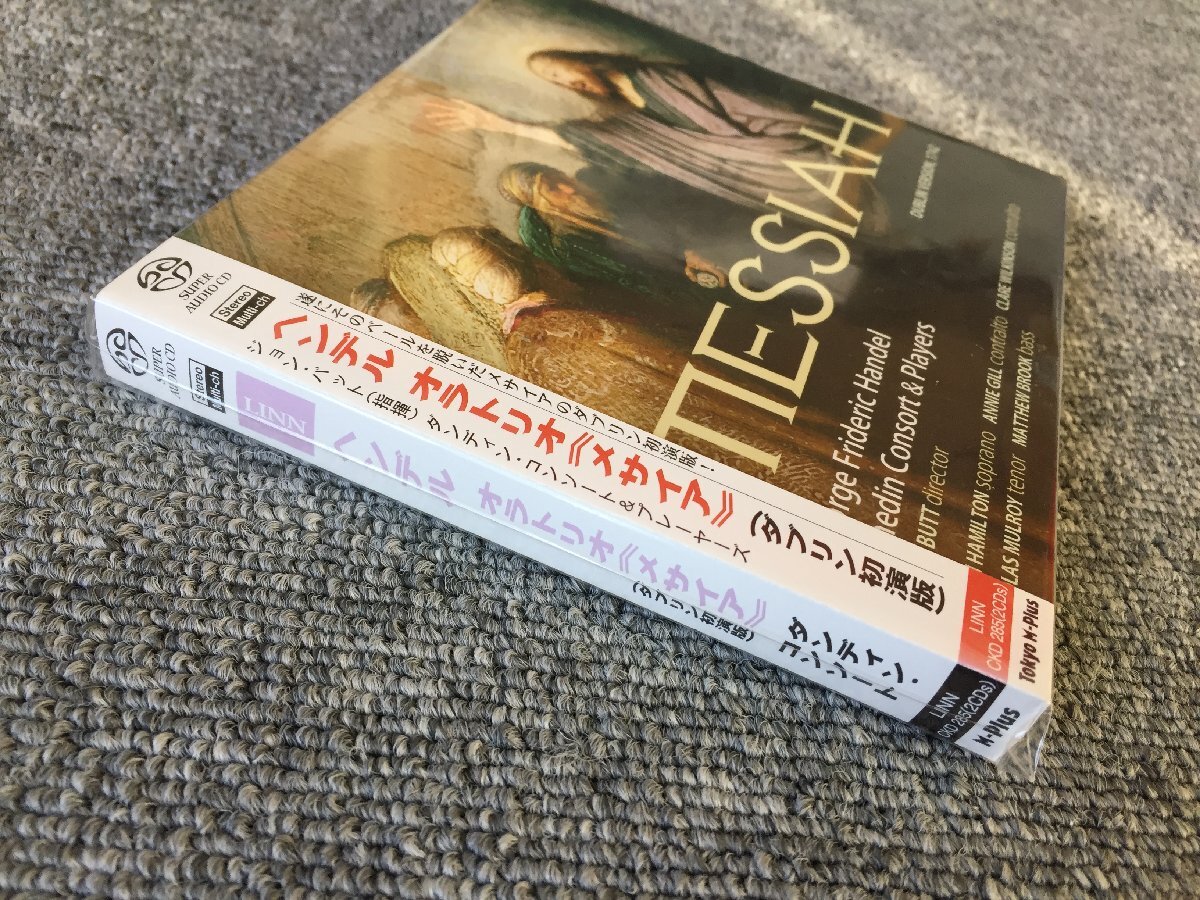 MESSIAH
DUBLIN VERSION, 1742
rge Frideric Handel
nedin Consort & Players
BUTT director
HAMILTON soprano ANNIE GILL contralto CLARE WILKINSON contralto
LAS MULROY tenor MATTHEW BROOK bass
SUPER AUDIO CD
Stereo
Multi-ch
遂にそのベールを脱いだメサイアのダブリン初演版!
ヘンデル オラトリオ《メサイア》 (ダブリン初演版)
ジョン・バット(指揮) ダンディン・コンソート&プレーヤーズ
LINN
CKD 285(2CDs)
Tokyo M-Plus
SUPER AUDIO CD
Stereo
Multi-ch
LINN
ヘンデル オラトリオ《メサイア》
(ダブリン初演版)
ダンディン・
コンソート
LINN
CKD 285(2CDs)
M-Plus